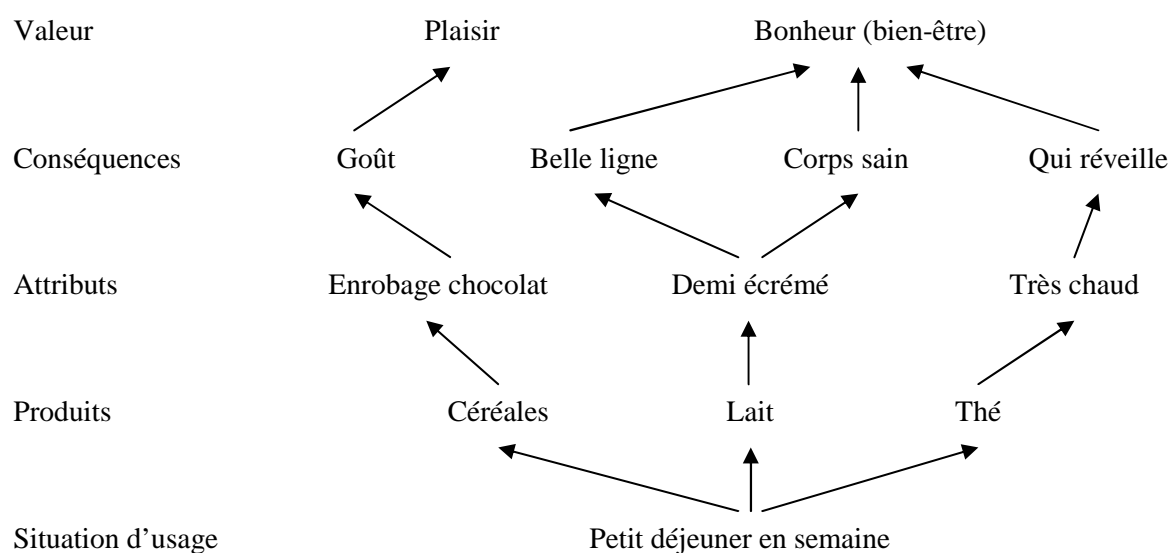 Valeur Plaisir Bonheur (bien-être)
Conséquences Goût Belle ligne Corps sain Qui réveille
Attributs Enrobage chocolat Demi écrémé Très chaud
Produits Céréales Lait Thé
Situation d’usage Petit déjeuner en semaine